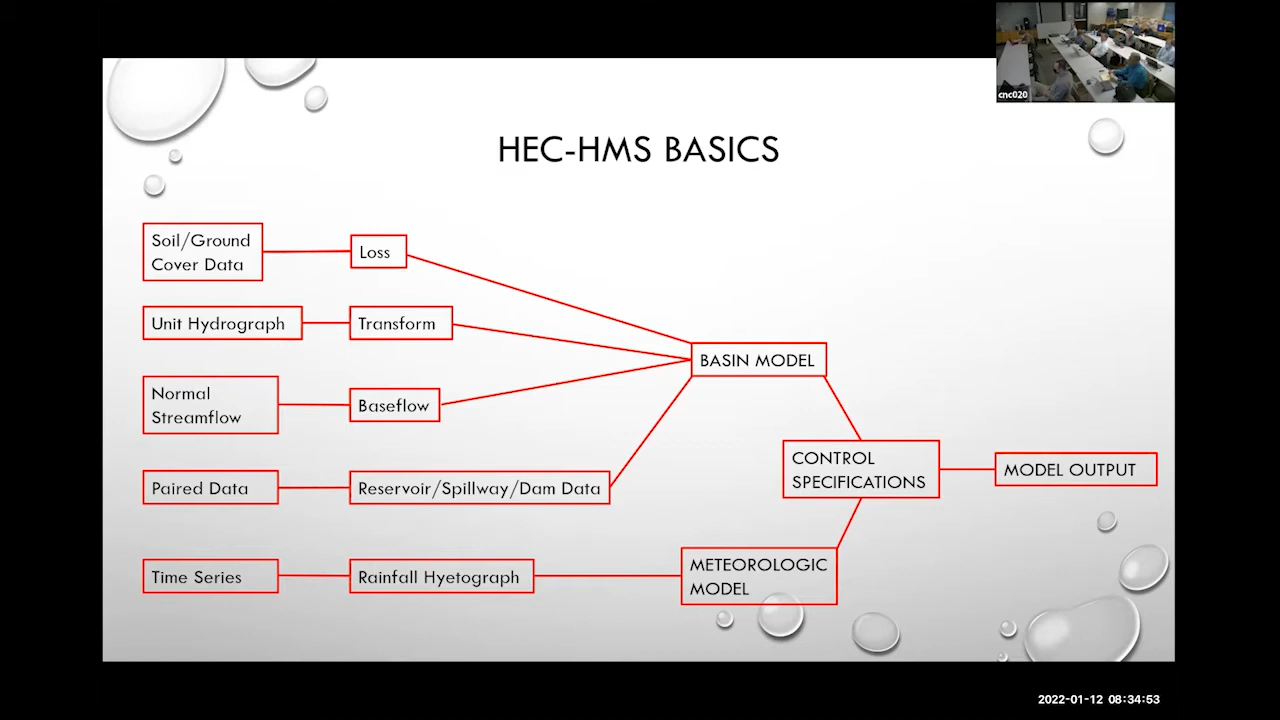 cnc020
HEC-HMS BASICS
Soil/Ground
Cover Data
Loss
Unit Hydrograph
Transform
BASIN MODEL
Normal
Streamflow
Baseflow
CONTROL
SPECIFICATIONS
MODEL OUTPUT
Paired Data
Reservoir/Spillway/Dam Data
Time Series
Rainfall Hyetograph
METEOROLOGIC
MODEL
2022-01-12 08:34:53